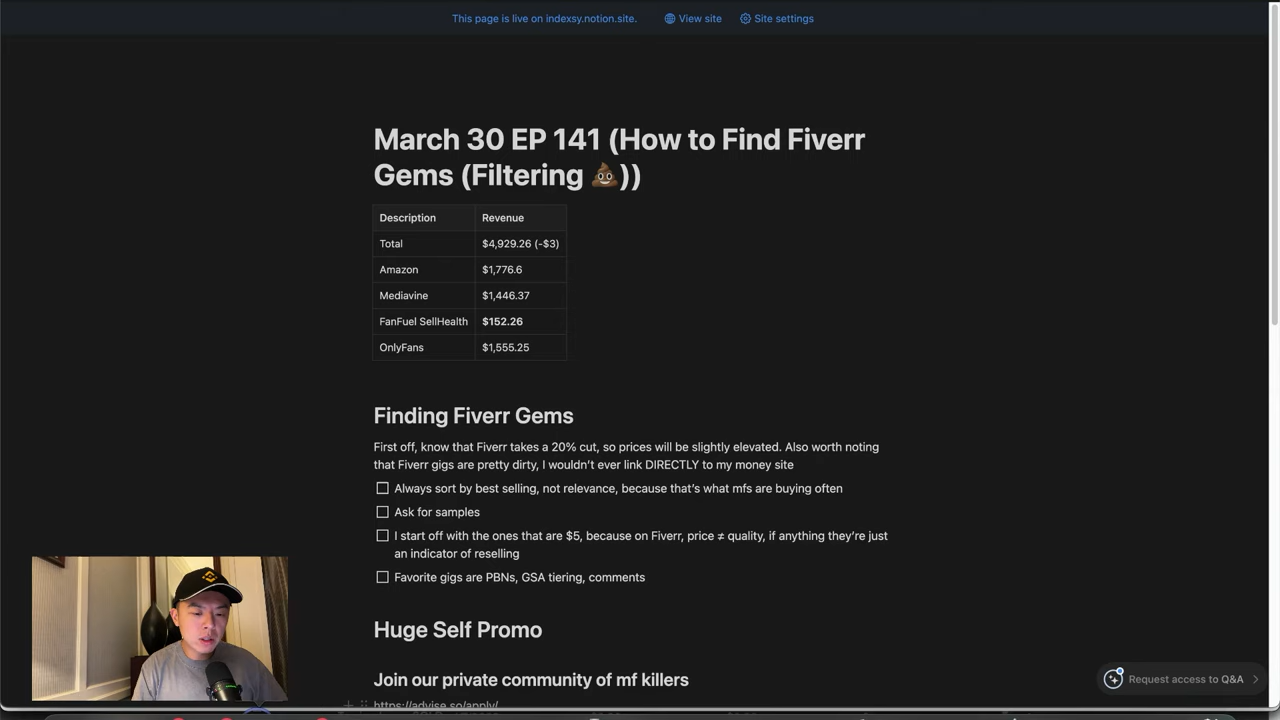 This page is live on indexsy.notion.site. View site Site settings
March 30 EP 141 (How to Find Fiverr
Gems (Filtering 💩))
Description Revenue
Total $4,929.26 (-$3)
Amazon $1,776.6
Mediavine $1,446.37
FanFuel SellHealth $152.26
OnlyFans $1,555.25
Finding Fiverr Gems
First off, know that Fiverr takes a 20% cut, so prices will be slightly elevated. Also worth noting
that Fiverr gigs are pretty dirty, I wouldn't ever link DIRECTLY to my money site
Always sort by best selling, not relevance, because that's what mfs are buying often
Ask for samples
I start off with the ones that are $5, because on Fiverr, price ≠ quality, if anything they're just
an indicator of reselling
Favorite gigs are PBNs, GSA tiering, comments
Huge Self Promo
Join our private community of mf killers
https://advise.so/apply/
Request access to Q&A